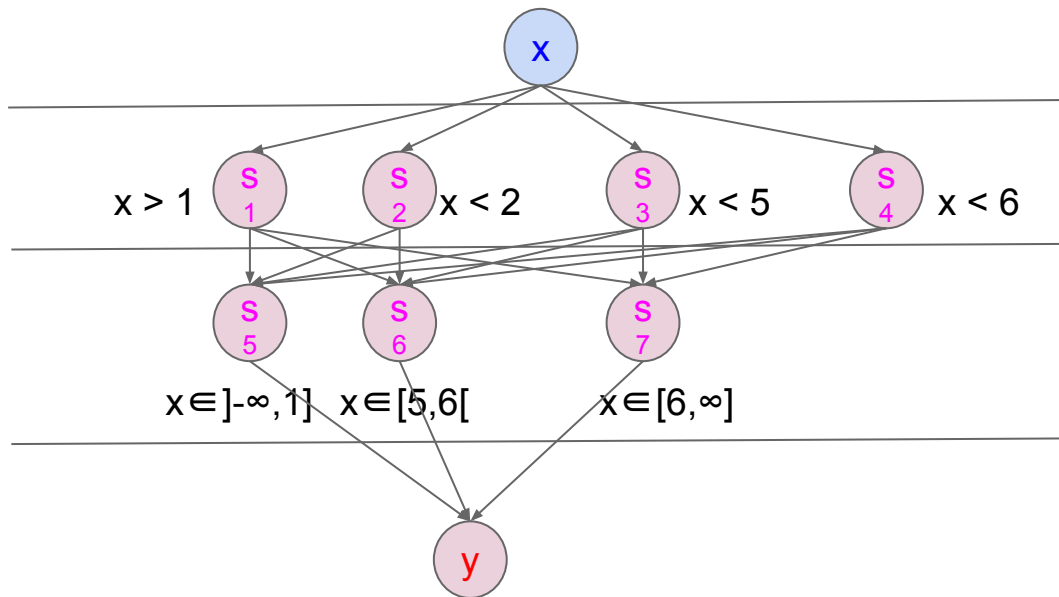 x
s
1
x > 1
s
2
x < 2
s
3
x < 5
s
4
x < 6
s
5
s
6
s
7
x∈]-∞,1]
x∈[5,6[
x∈[6,∞]
y